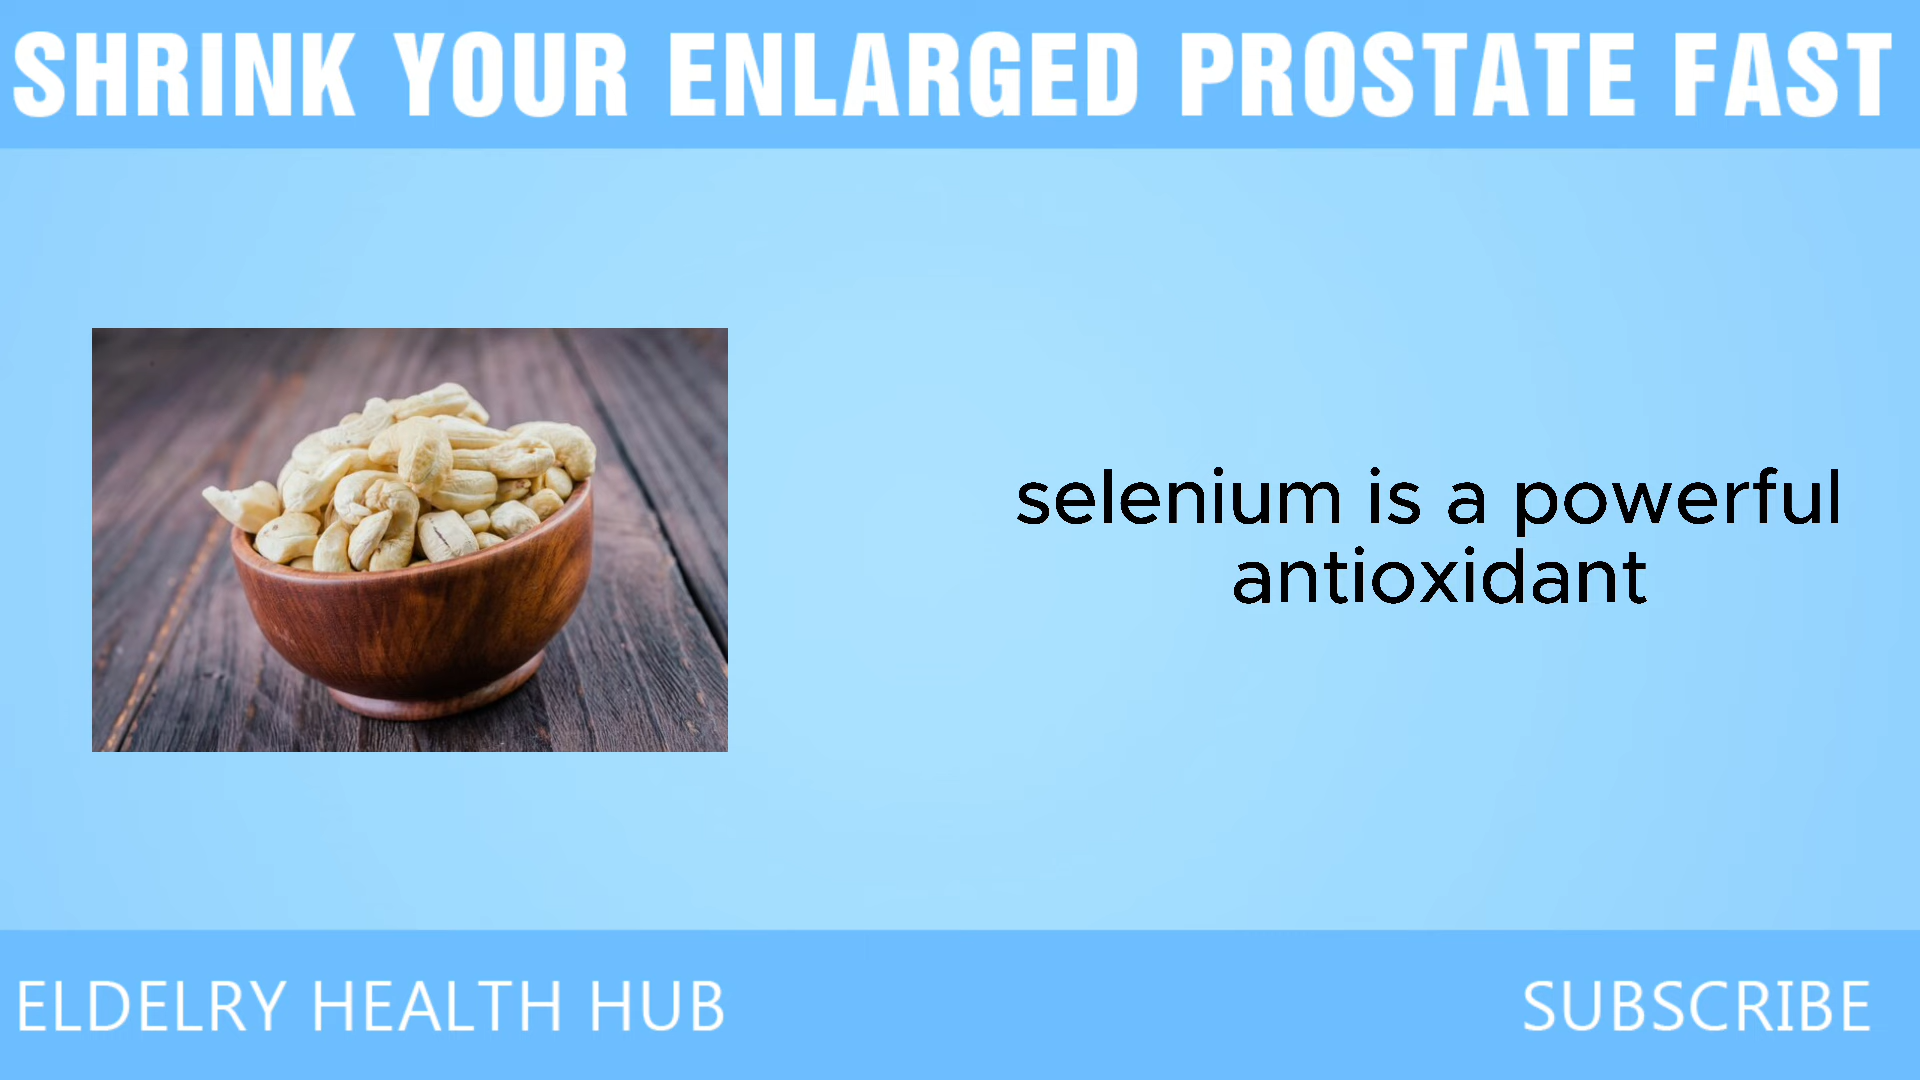 SHRINK YOUR ENLARGED PROSTATE FAST
selenium is a powerful
antioxidant
ELDELRY HEALTH HUB
SUBSCRIBE